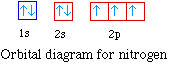 1s 2s 2p
Orbital diagram for nitrogen